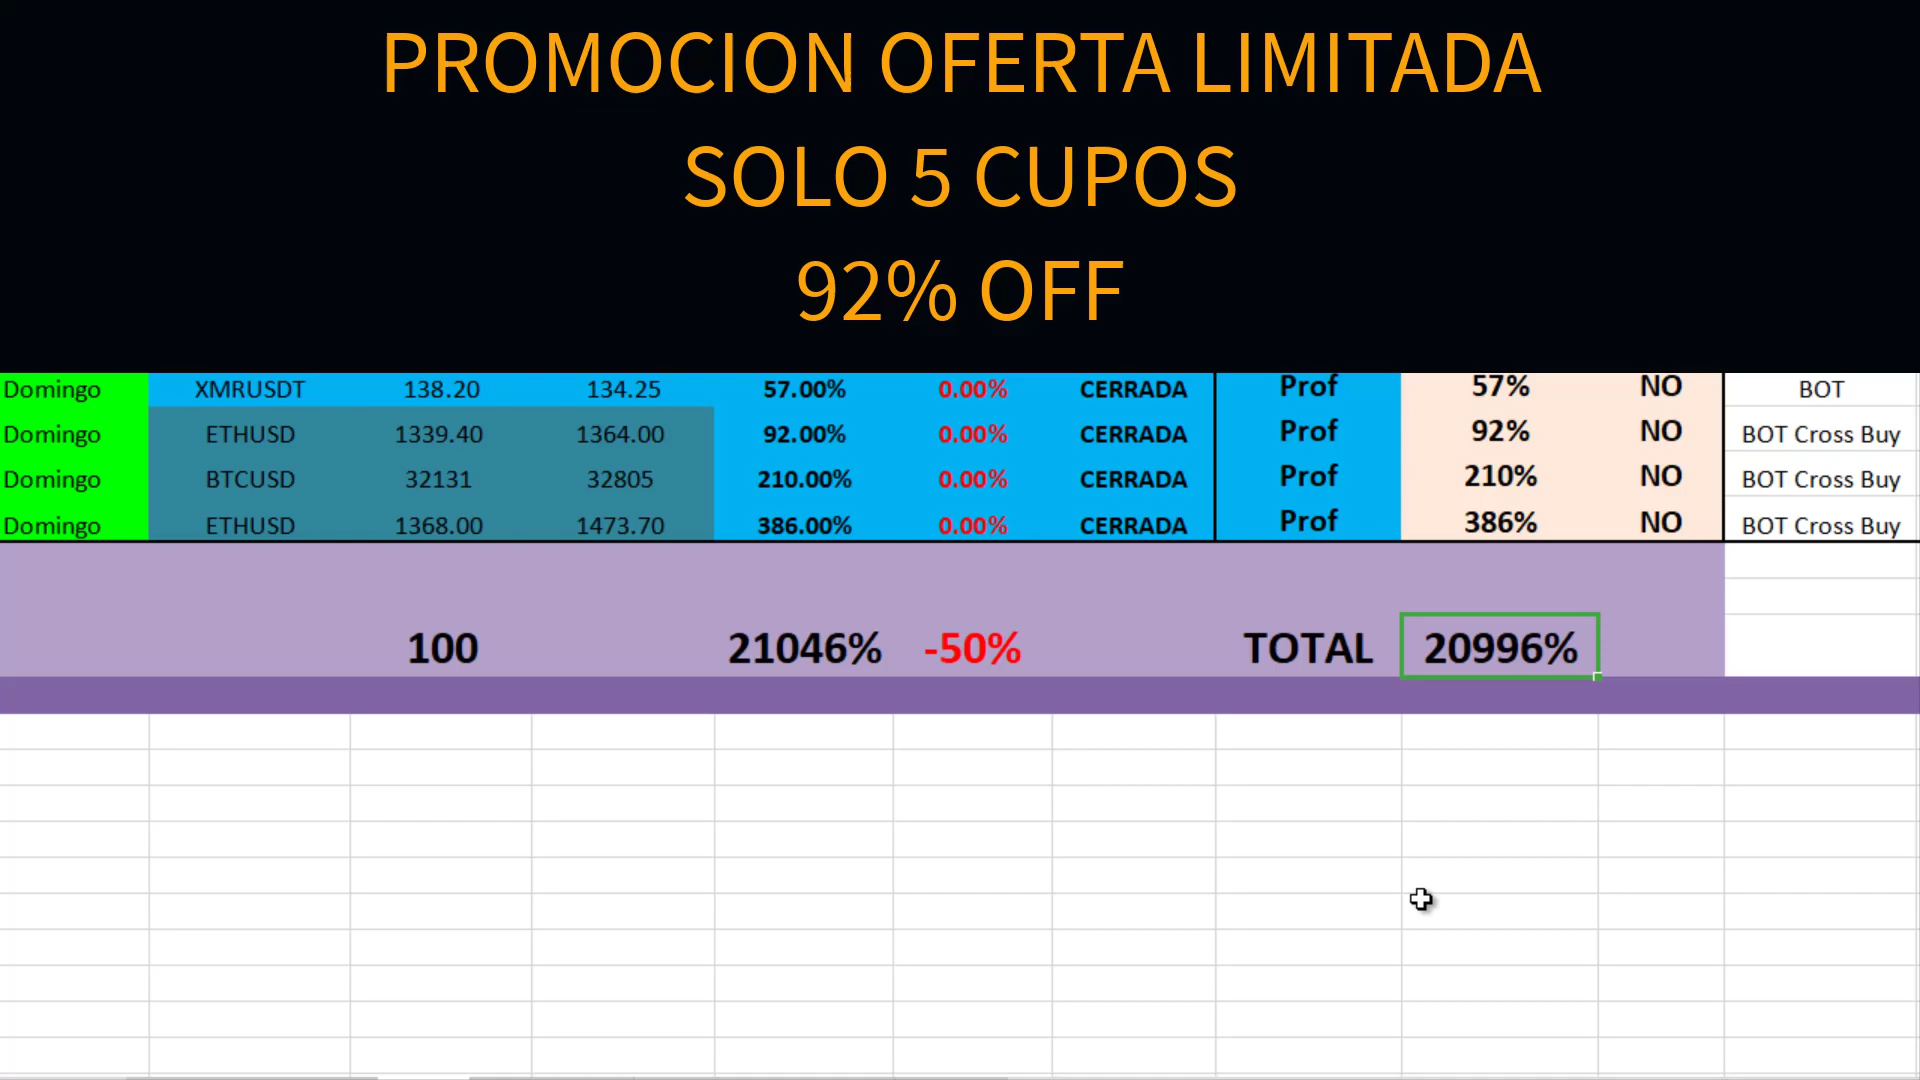 PROMOCION OFERTA LIMITADA
SOLO 5 CUPOS
92% OFF
Domingo XMRUSDT 138.20 134.25 57.00% 0.00% CERRADA Prof 57% NO BOT
Domingo ETHUSD 1339.40 1364.00 92.00% 0.00% CERRADA Prof 92% NO BOT Cross Buy
Domingo BTCUSD 32131 32805 210.00% 0.00% CERRADA Prof 210% NO BOT Cross Buy
Domingo ETHUSD 1368.00 1473.70 386.00% 0.00% CERRADA Prof 386% NO BOT Cross Buy
100 21046% -50% TOTAL 20996%